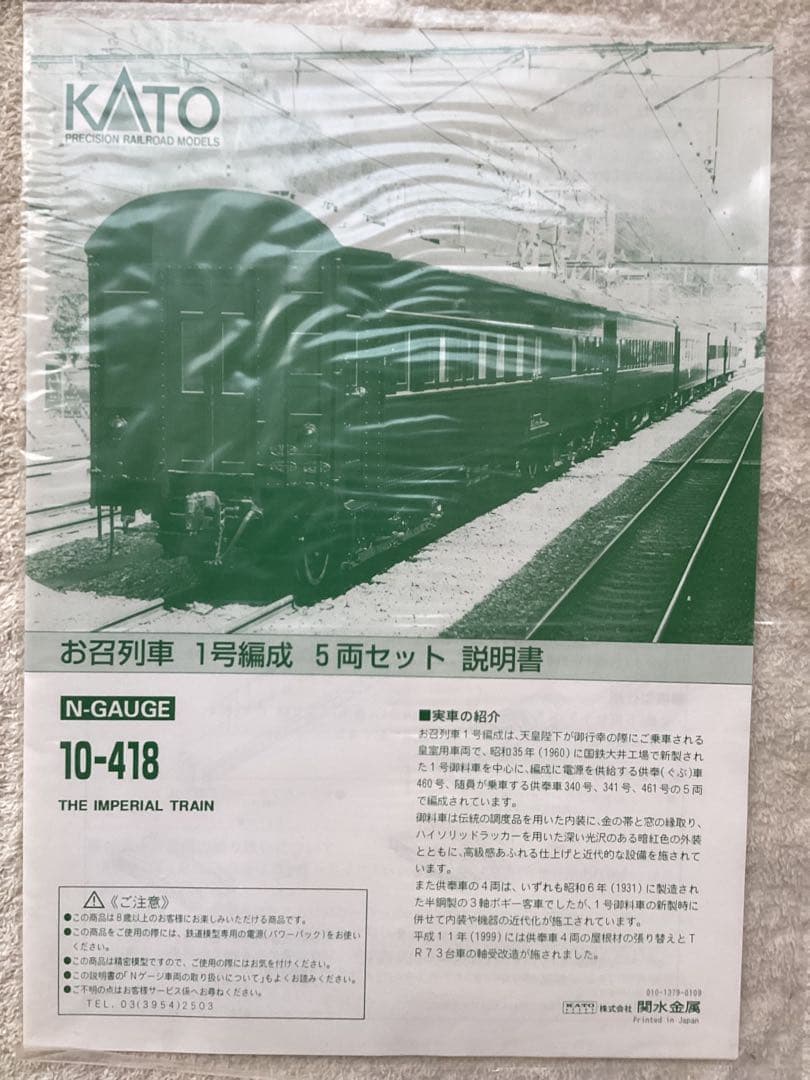 KATO
PRECISION RAILROAD MODELS
お召列車 1号編成 5両セット 説明書
N-GAUGE
10-418
THE IMPERIAL TRAIN
■実車の紹介
お召列車1号編成は、天皇陛下が御行幸の際にご乗車される
皇室用車両で、昭和35年(1960)に国鉄大井工場で新製され
た1号御料車を中心に、編成に電源を供給する供奉(ぐぶ)車
460号、随員が乗車する供奉車340号、341号、461号の5両
で編成されています。
御料車は伝統の調度品を用いた内装に、金の帯と窓の縁取り、
ハイソリッドラッカーを用いた深い光沢のある暗紅色の外装
とともに、高級感あふれる仕上げと近代的な設備を施されて
います。
また供奉車の4両は、いずれも昭和6年(1931)に製造され
た半鋼製の3軸ボギー客車でしたが、1号御料車の新製時に
併せて内装や機器の近代化が施工されています。
平成11年(1999)には供奉車4両の屋根材の張り替えとT
R73台車の軸受改造が施されました。
⚠《ご注意》
●この商品は8歳以上のお客様にお楽しみいただける商品です。
●この商品をご使用の際には、鉄道模型専用の電源(パワーパック)をお使い
ください。
●この商品は精密模型ですので、ご使用の際にはお気を付けください。
●この説明書の「Nゲージ車両の取り扱いについて」もよくお読みください。
●ご不明の点はお客様サービス係へお尋ねください。
TEL. 03(3954)2503
010-1379-0109
KATO 株式会社 関水金属
Printed in Japan